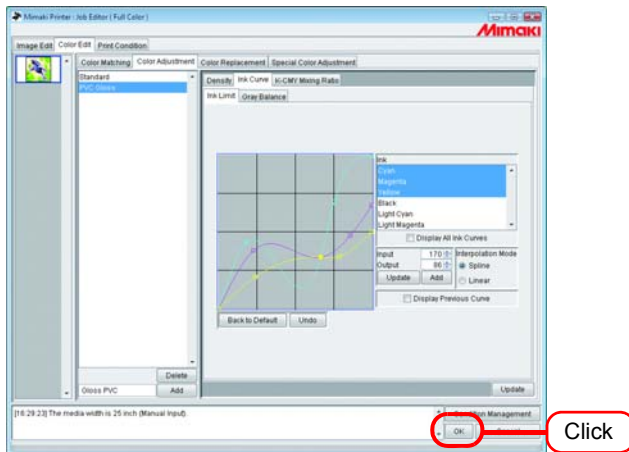 Mimaki Printer : Job Editor ( Full Color )
Mimaki
Image Edit Color Edit Print Condition
Color Matching Color Adjustment Color Replacement Special Color Adjustment
Standard
PVC Gloss
Density Ink Curve K-CMY Mixing Ratio
Ink Limit Gray Balance
Ink
Cyan
Magenta
Yellow
Black
Light Cyan
Light Magenta
Display All Ink Curves
Input 170
Output 86
Update Add
Interpolation Mode
Spline
Linear
Display Previous Curve
Back to Default Undo
Delete
Gloss PVC Add
Update
[16:29:23] The media width is 25 inch (Manual Input).
Condition Management
OK
Click